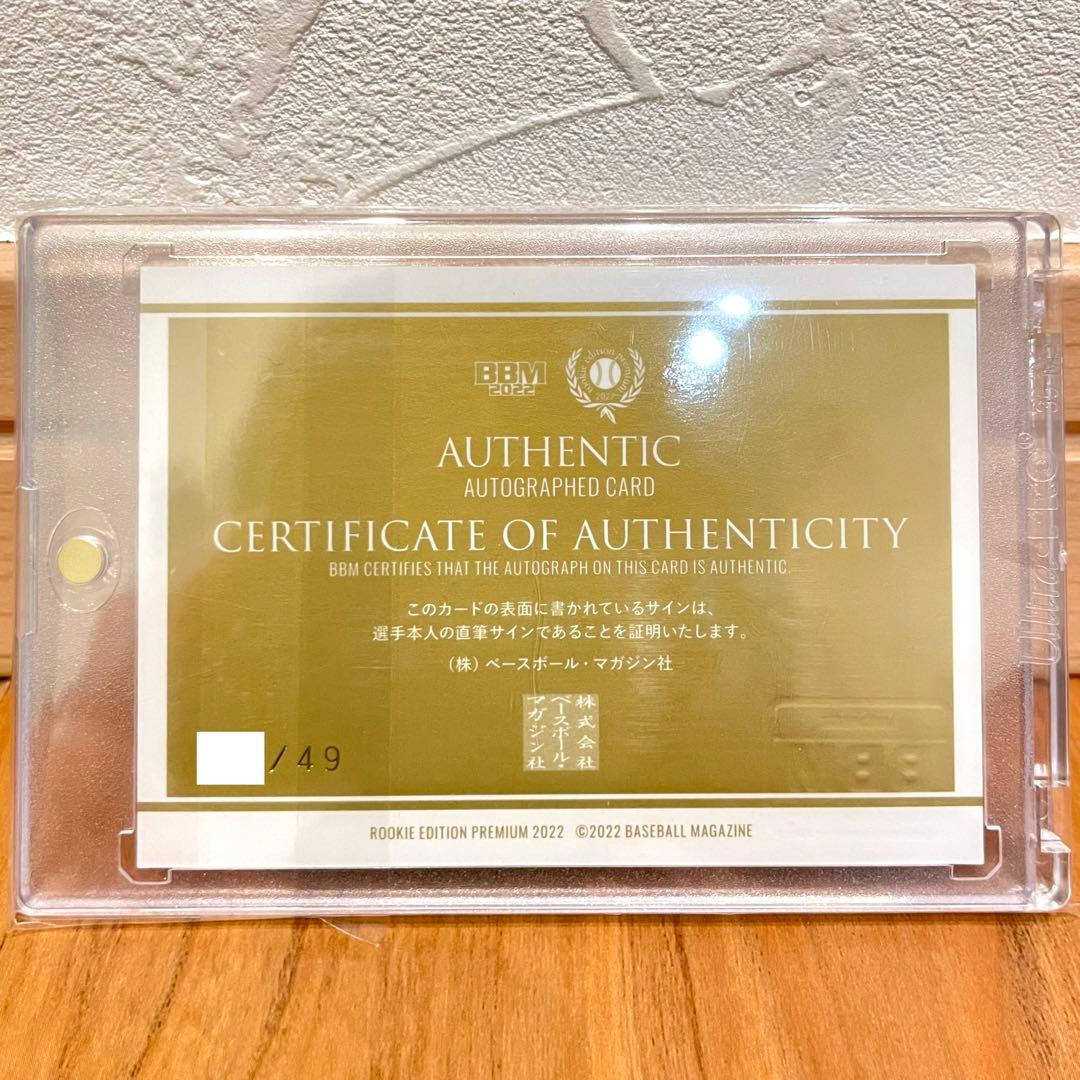 BBM
2022
rookie edition premium
2022
AUTHENTIC
AUTOGRAPHED CARD
CERTIFICATE OF AUTHENTICITY
BBM CERTIFIES THAT THE AUTOGRAPH ON THIS CARD IS AUTHENTIC.
このカードの表面に書かれているサインは、
選手本人の直筆サインであることを証明いたします。
(株)ベースボール・マガジン社
株式会社
ベースボール・
マガジン社
/49
ROOKIE EDITION PREMIUM 2022 ©2022 BASEBALL MAGAZINE